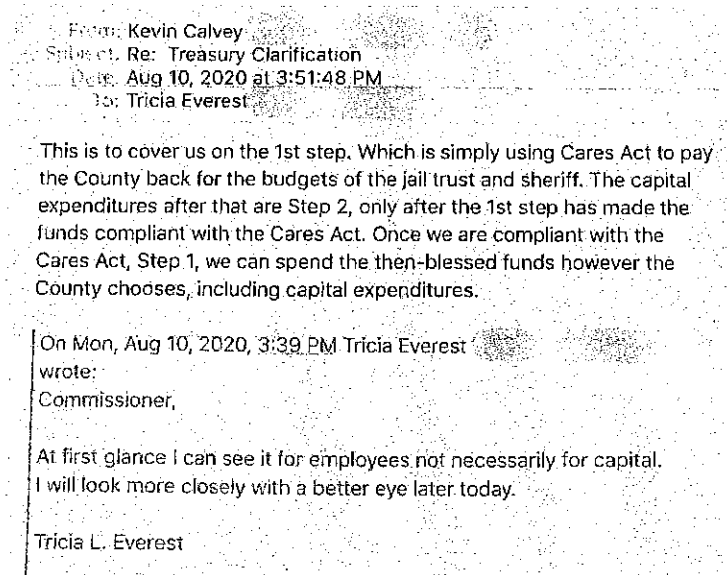 From: Kevin Calvey
Subject: Re: Treasury Clarification
Date: Aug 10, 2020 at 3:51:48 PM
To: Tricia Everest
This is to cover us on the 1st step. Which is simply using Cares Act to pay
the County back for the budgets of the jail trust and sheriff. The capital
expenditures after that are Step 2, only after the 1st step has made the
funds compliant with the Cares Act. Once we are compliant with the
Cares Act, Step 1, we can spend the then-blessed funds however the
County chooses, including capital expenditures.
On Mon, Aug 10, 2020, 3:39 PM Tricia Everest
wrote:
Commissioner,
At first glance I can see it for employees not necessarily for capital.
I will look more closely with a better eye later today.
Tricia L. Everest